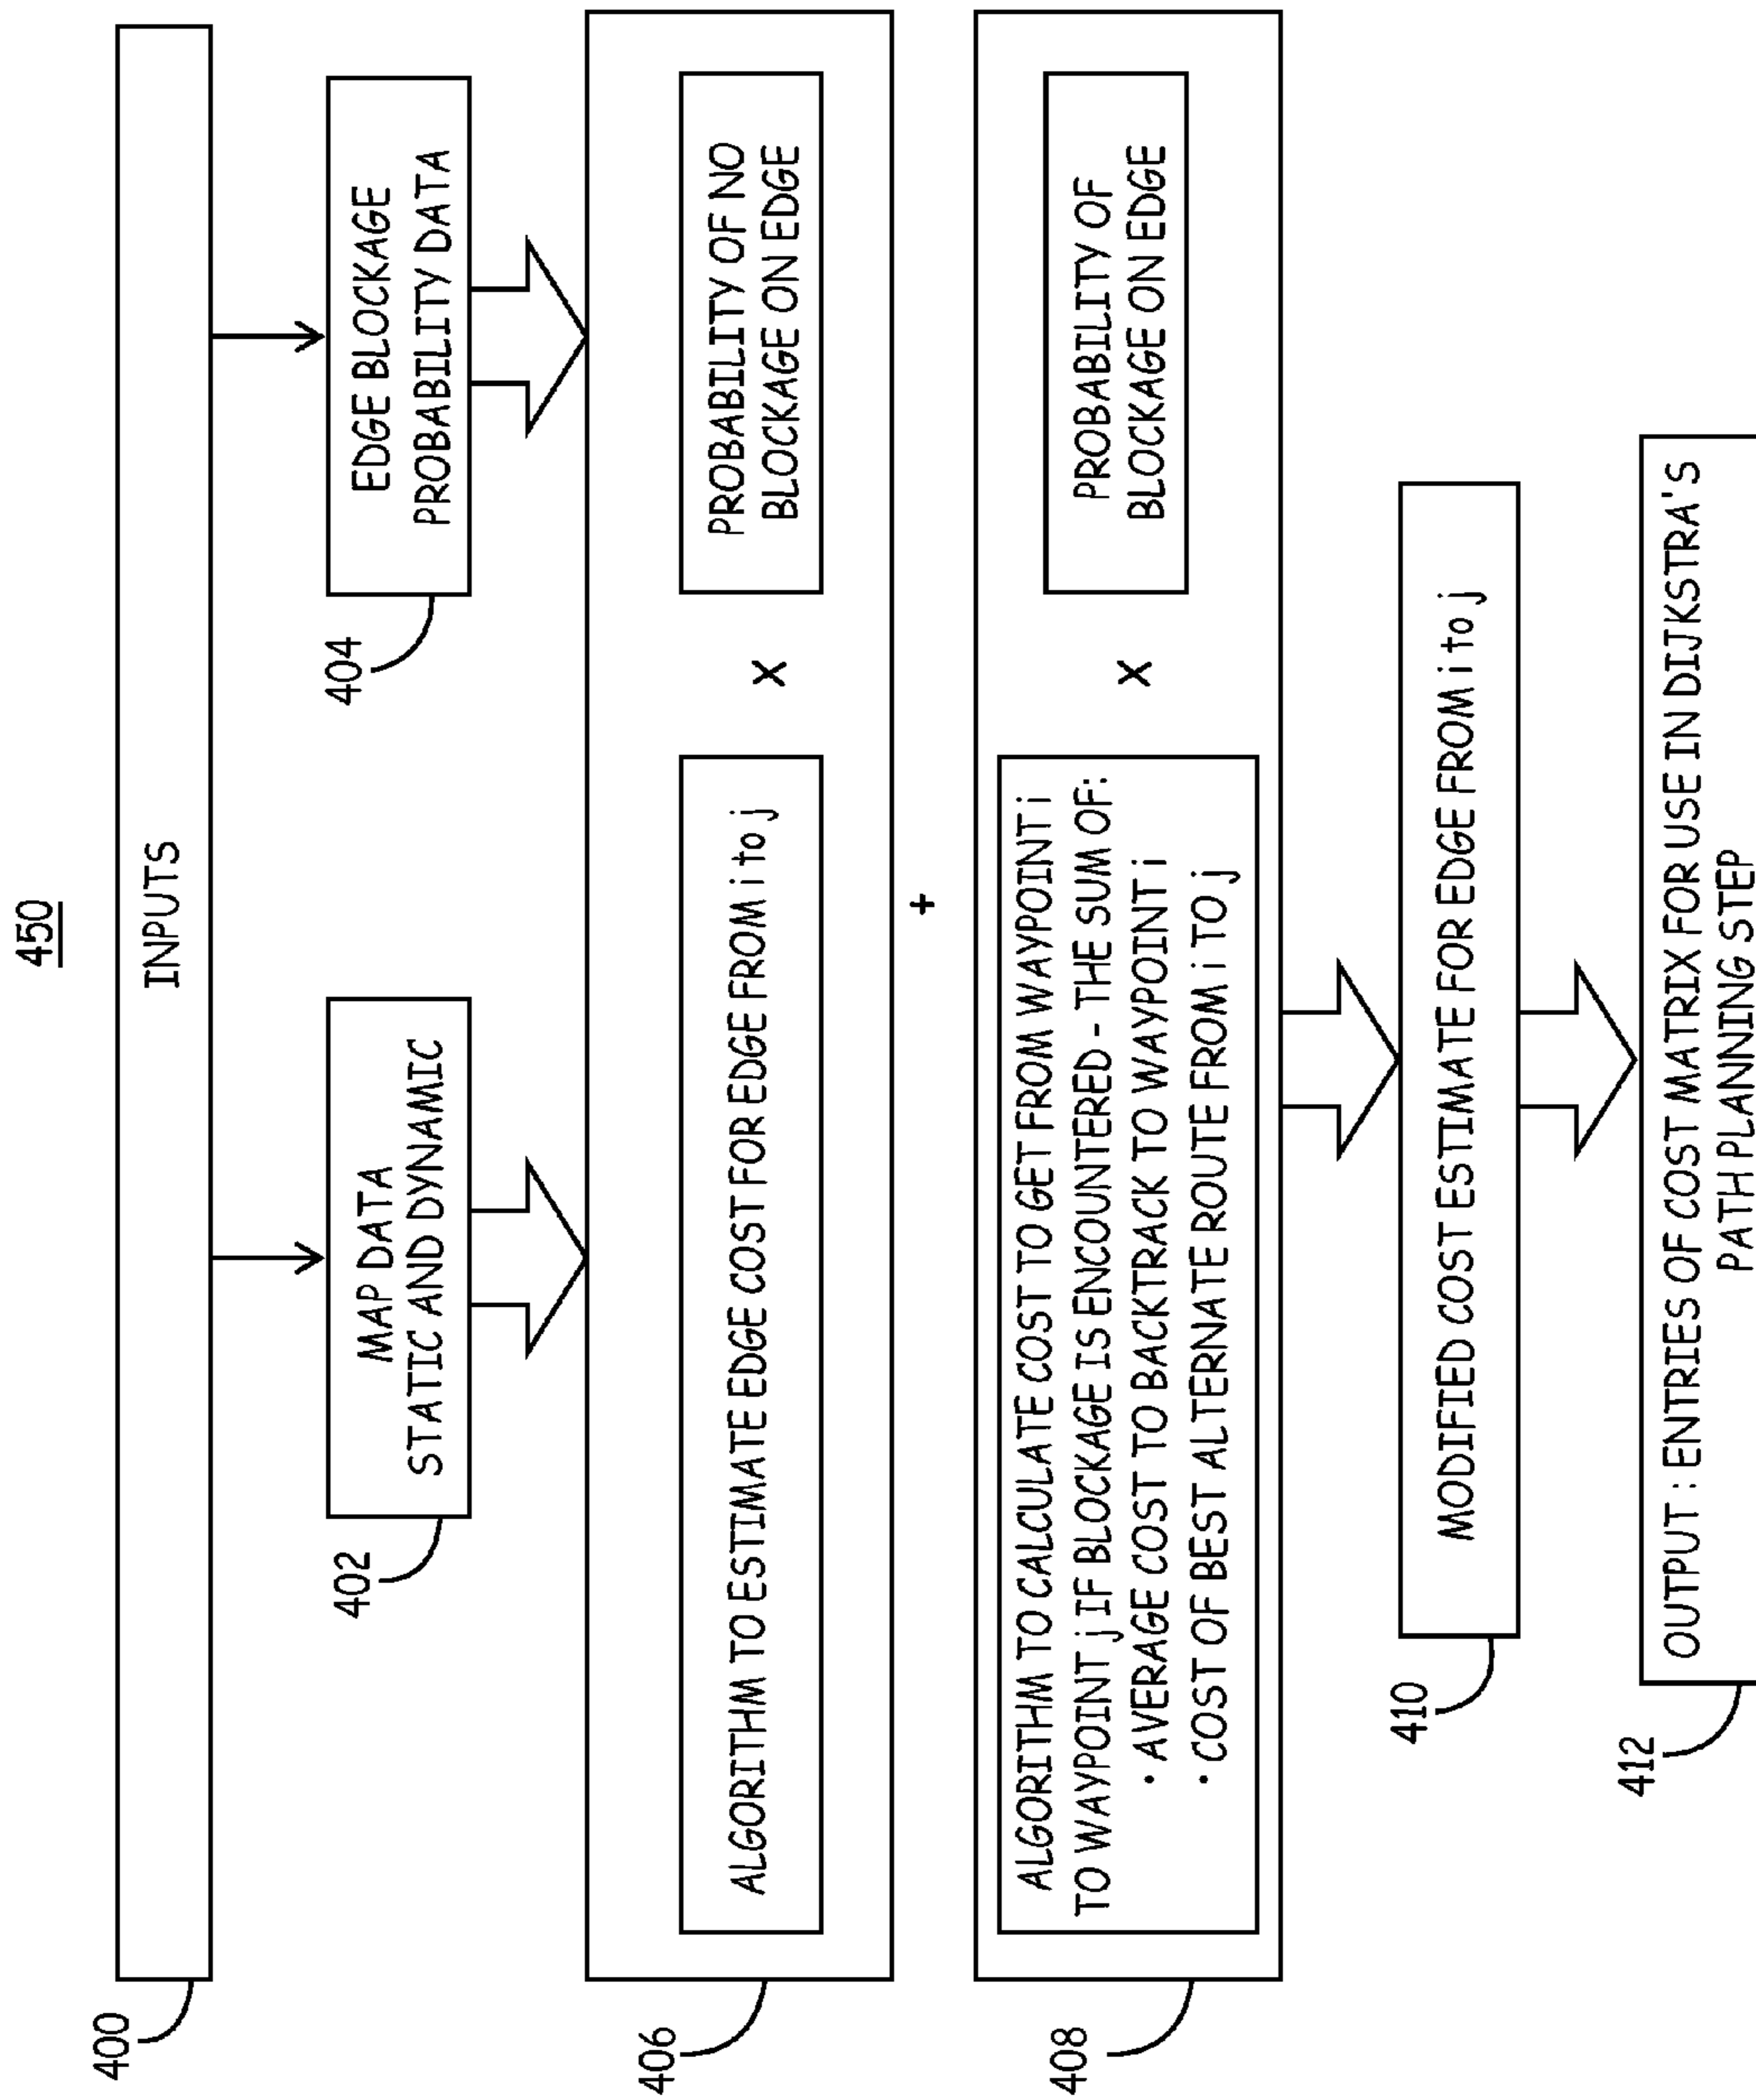 450
400
INPUTS
402
MAP DATA
STATIC AND DYNAMIC
404
EDGE BLOCKAGE
PROBABILITY DATA
406
ALGORITHM TO ESTIMATE EDGE COST FOR EDGE FROM i to j
x
PROBABILITY OF NO
BLOCKAGE ON EDGE
+
408
ALGORITHM TO CALCULATE COST TO GET FROM WAYPOINT i
TO WAYPOINT j IF BLOCKAGE IS ENCOUNTERED - THE SUM OF:
• AVERAGE COST TO BACKTRACK TO WAYPOINT i
• COST OF BEST ALTERNATE ROUTE FROM i TO j
x
PROBABILITY OF
BLOCKAGE ON EDGE
410
MODIFIED COST ESTIMATE FOR EDGE FROM i to j
412
OUTPUT : ENTRIES OF COST MATRIX FOR USE IN DIJKSTRA'S
PATH PLANNING STEP